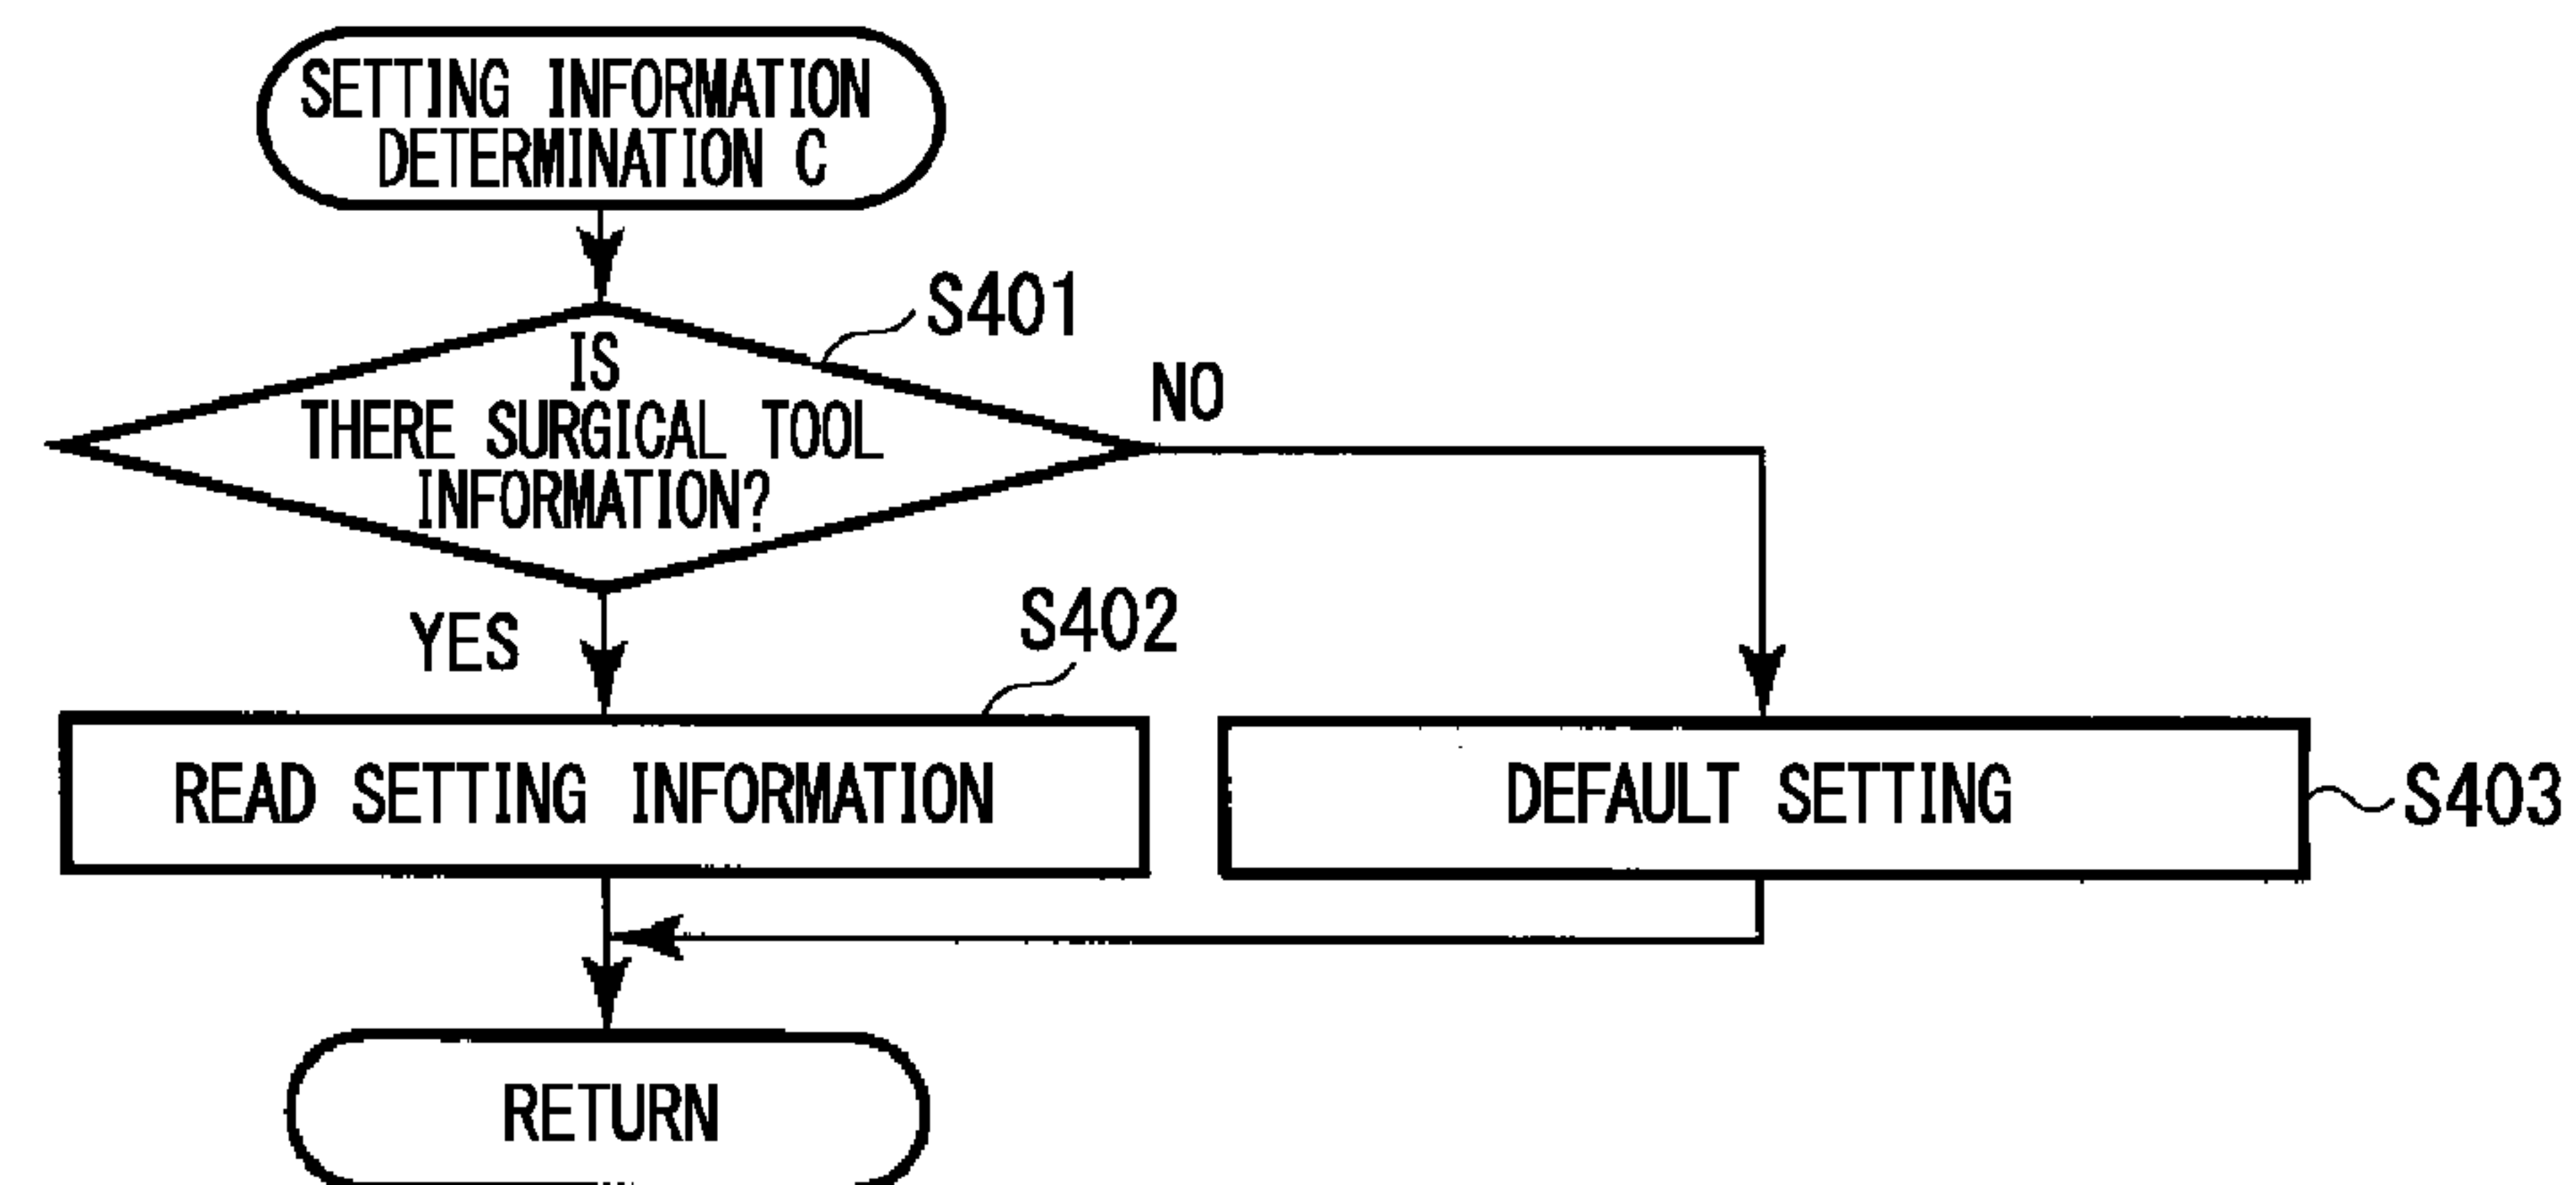 SETTING INFORMATION
DETERMINATION C
S401
IS
THERE SURGICAL TOOL
INFORMATION?
NO
YES
S402
READ SETTING INFORMATION
DEFAULT SETTING
S403
RETURN